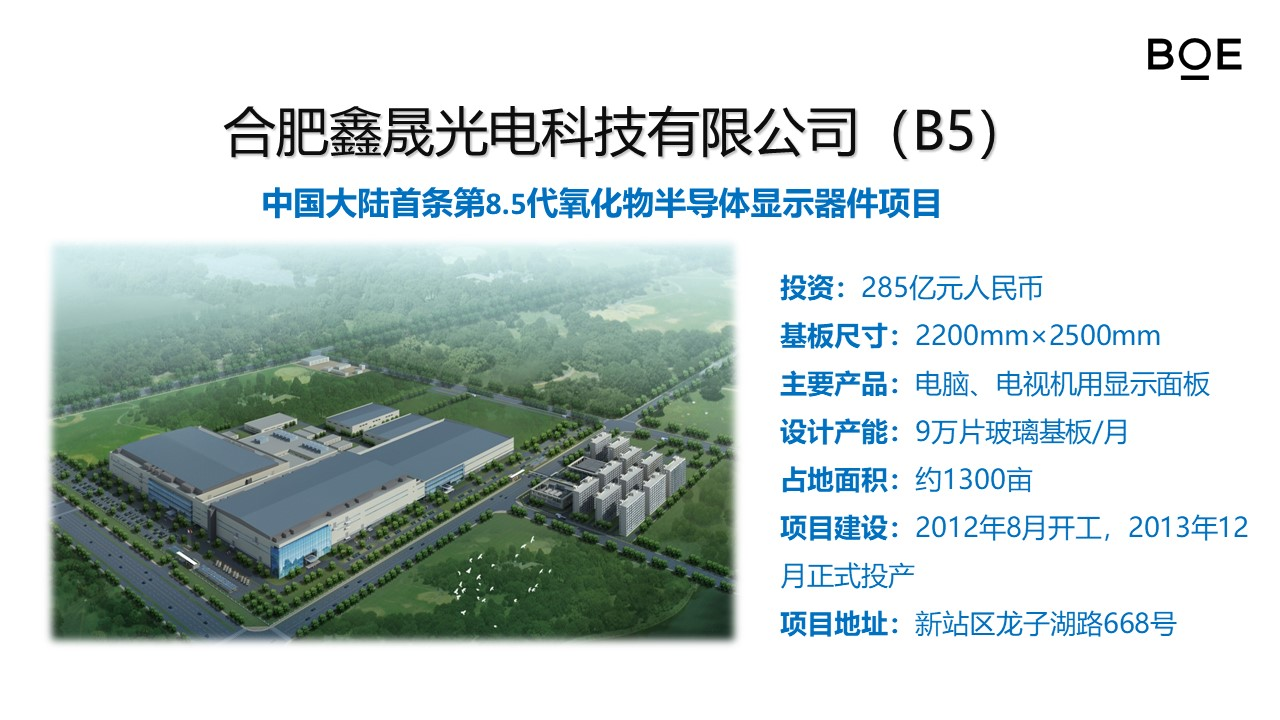 BOE
合肥鑫晟光电科技有限公司（B5）
中国大陆首条第8.5代氧化物半导体显示器件项目
投资：285亿元人民币
基板尺寸：2200mm×2500mm
主要产品：电脑、电视机用显示面板
设计产能：9万片玻璃基板/月
占地面积：约1300亩
项目建设：2012年8月开工，2013年12
月正式投产
项目地址：新站区龙子湖路668号